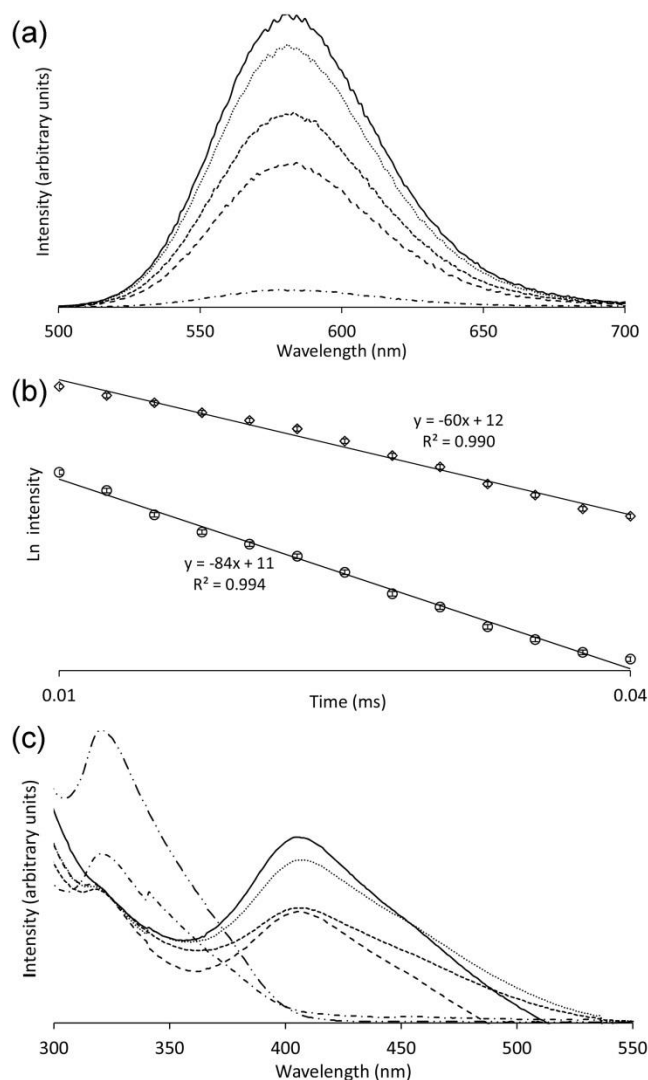 (a)
Intensity (arbitrary units)
500 550 600 650 700
Wavelength (nm)
(b)
Ln intensity
y = -60x + 12
R² = 0.990
y = -84x + 11
R² = 0.994
0.01 0.04
Time (ms)
(c)
Intensity (arbitrary units)
300 350 400 450 500 550
Wavelength (nm)